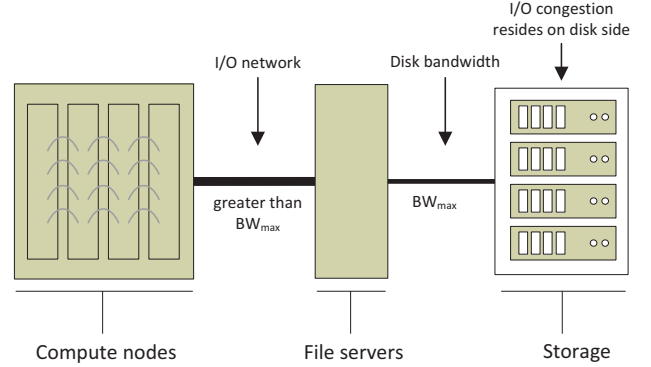 I/O congestion
resides on disk side
I/O network
Disk bandwidth
greater than
BWmax
BWmax
Compute nodes
File servers
Storage